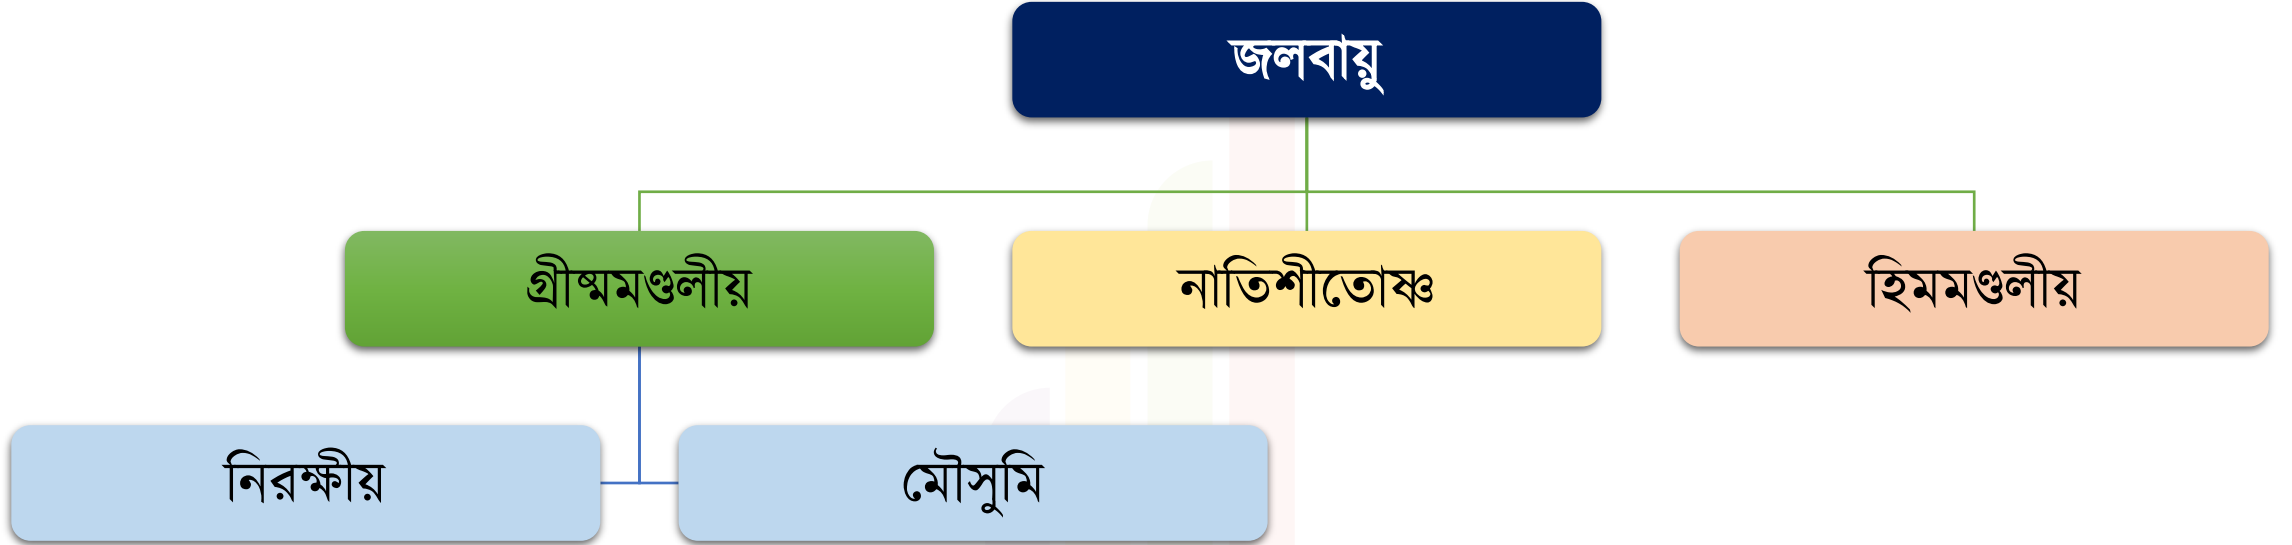 জলবায়ু
গ্রীষ্মমণ্ডলীয়
নাতিশীতোষ্ণ
হিমমণ্ডলীয়
নিরক্ষীয়
মৌসুমি